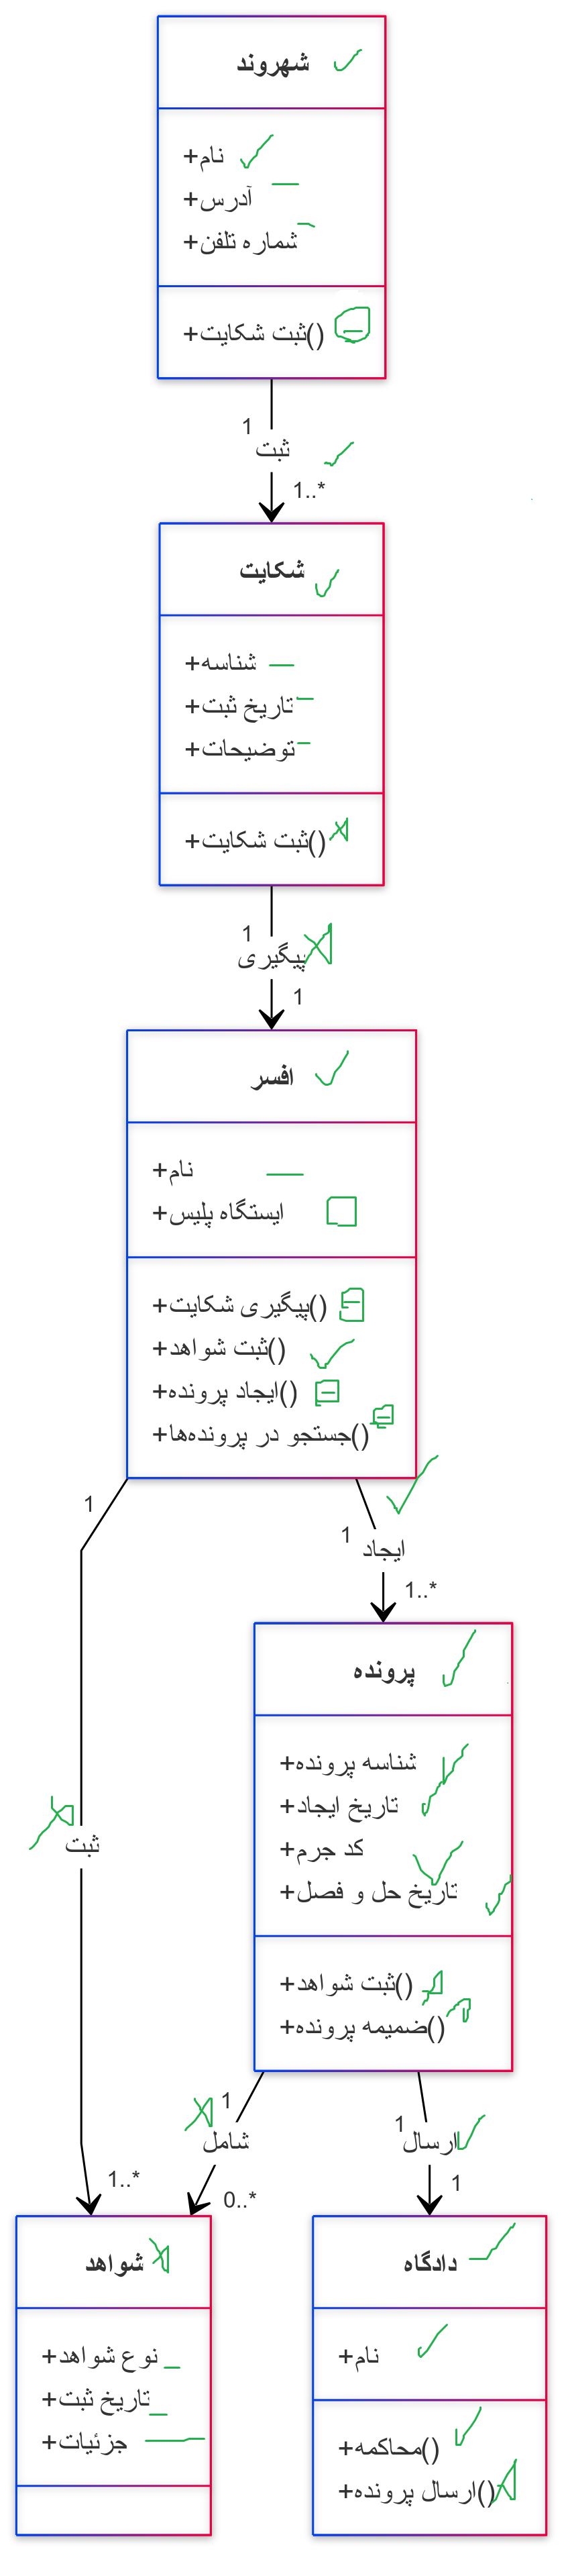 شهروند
+نام
+آدرس
+شماره تلفن
+ثبت شکایت()
1
ثبت
1..*
شکایت
+شناسه
+تاریخ ثبت
+توضیحات
+ثبت شکایت()
1
پیگیری
1
افسر
+نام
+ایستگاه پلیس
+پیگیری شکایت()
+ثبت شواهد()
+ایجاد پرونده()
+جستجو در پرونده‌ها()
1
1
ایجاد
1..*
پرونده
+شناسه پرونده
+تاریخ ایجاد
+کد جرم
+تاریخ حل و فصل
ثبت
+ثبت شواهد()
+ضمیمه پرونده()
1
شامل
0..*
1
ارسال
1
1..*
شواهد
+نوع شواهد
+تاریخ ثبت
+جزئیات
دادگاه
+نام
+محاکمه()
+ارسال پرونده()